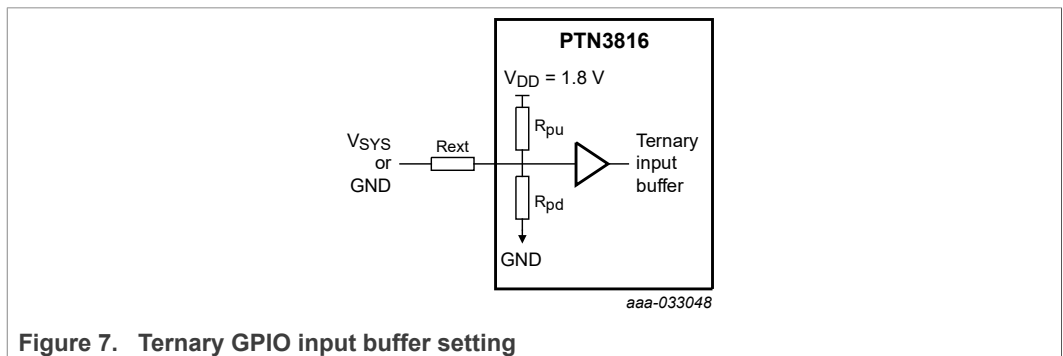 PTN3816
VDD = 1.8 V
Rpu
VSYS
or
GND
Rext
Ternary
input
buffer
Rpd
GND
aaa-033048
Figure 7. Ternary GPIO input buffer setting